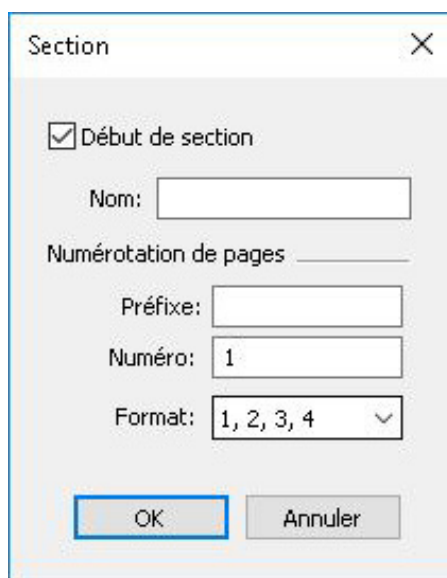 Section
Début de section
Nom:
Numérotation de pages
Préfixe:
Numéro: 1
Format: 1, 2, 3, 4
OK Annuler